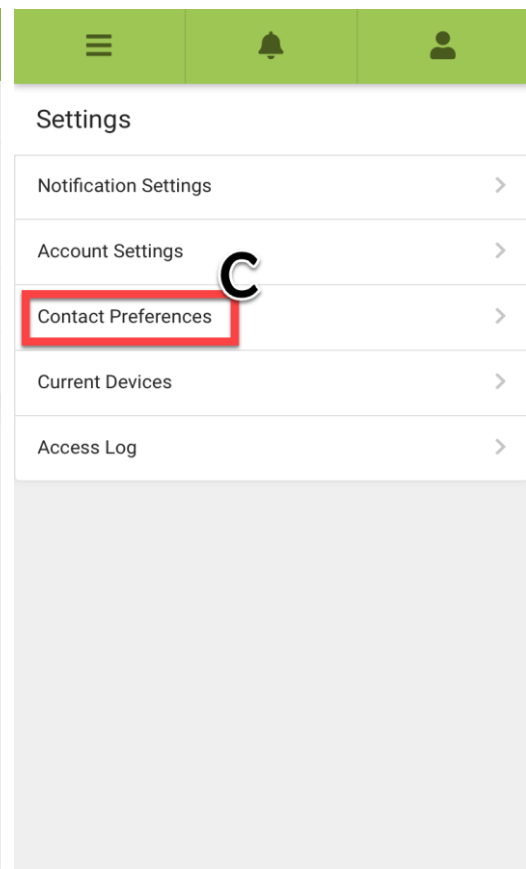 Settings
Notification Settings
Account Settings
C
Contact Preferences
Current Devices
Access Log